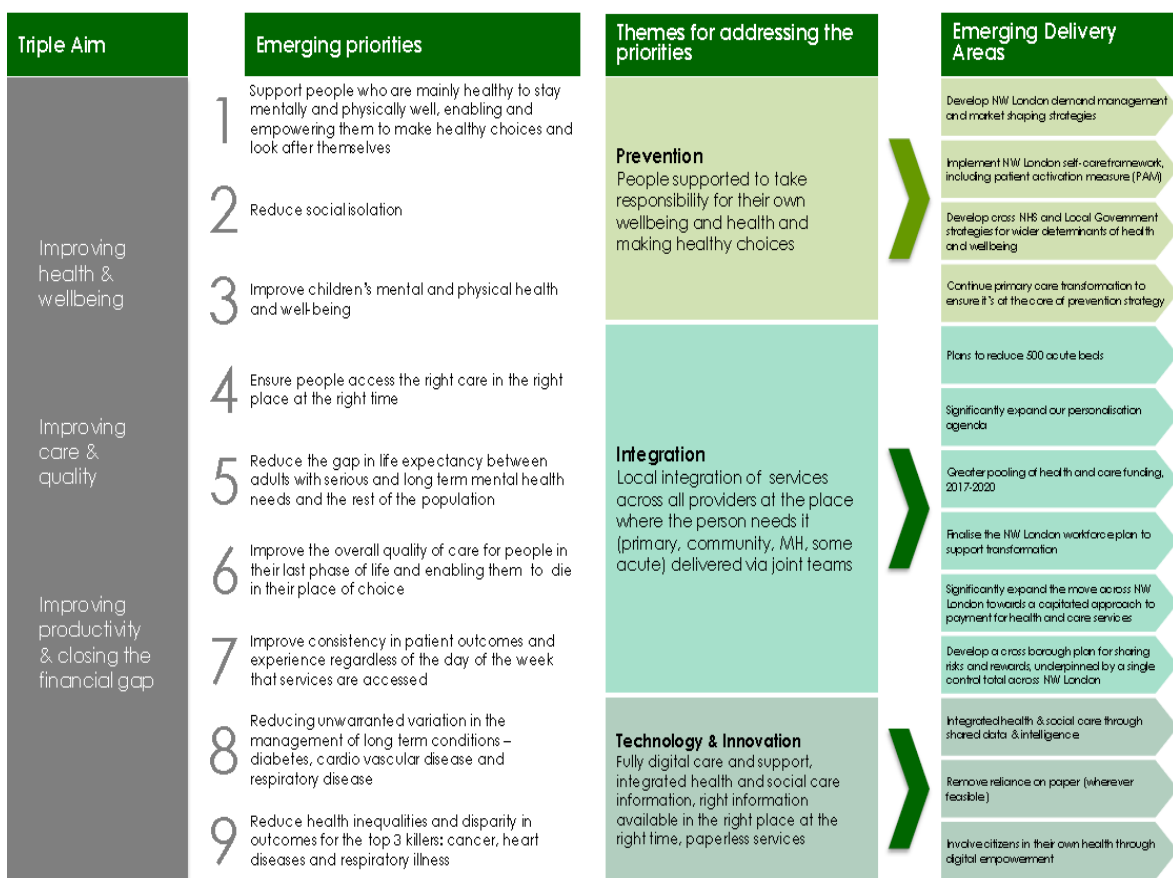 Triple Aim
Improving
health &
wellbeing
Improving
care &
quality
Improving
productivity
& closing the
financial gap
Emerging priorities
1
Support people who are mainly healthy to stay
mentally and physically well, enabling and
empowering them to make healthy choices and
look after themselves
2
Reduce social isolation
3
Improve children's mental and physical health
and well-being
4
Ensure people access the right care in the right
place at the right time
5
Reduce the gap in life expectancy between
adults with serious and long term mental health
needs and the rest of the population
6
Improve the overall quality of care for people in
their last phase of life and enabling them to die
in their place of choice
7
Improve consistency in patient outcomes and
experience regardless of the day of the week
that services are accessed
8
Reducing unwarranted variation in the
management of long term conditions –
diabetes, cardio vascular disease and
respiratory disease
9
Reduce health inequalities and disparity in
outcomes for the top 3 killers: cancer, heart
diseases and respiratory illness
Themes for addressing the
priorities
Prevention
People supported to take
responsibility for their own
wellbeing and health and
making healthy choices
Integration
Local integration of services
across all providers at the place
where the person needs it
(primary, community, MH, some
acute) delivered via joint teams
Technology & Innovation
Fully digital care and support,
integrated health and social care
information, right information
available in the right place at the
right time, paperless services
Emerging Delivery
Areas
Develop NW London demand management
and market shaping strategies
Implement NW London self-care framework,
including patient activation measure (PAM)
Develop cross NHS and Local Government
strategies for wider determinants of health
and wellbeing
Continue primary care transformation to
ensure it's at the core of prevention strategy
Plans to reduce 500 acute beds
Significantly expand our personalisation
agenda
Greater pooling of health and care funding,
2017-2020
Finalise the NW London workforce plan to
support transformation
Significantly expand the move across NW
London towards a capitated approach to
payment for health and care services
Develop a cross borough plan for sharing
risks and rewards, underpinned by a single
control total across NW London
Integrated health & social care through
shared data & intelligence
Remove reliance on paper (wherever
feasible)
Involve citizens in their own health through
digital empowerment